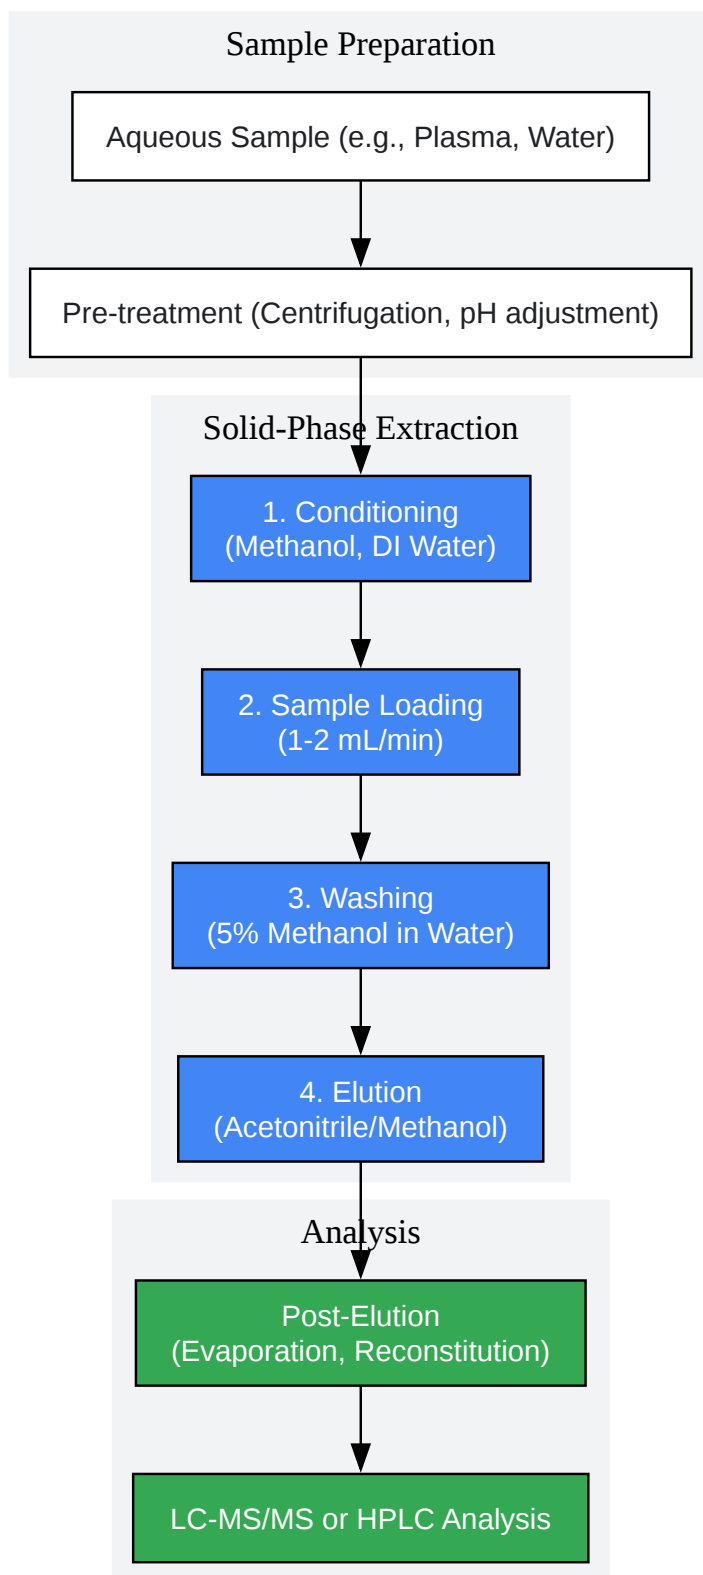 Sample Preparation
Aqueous Sample (e.g., Plasma, Water)
Pre-treatment (Centrifugation, pH adjustment)
Solid-Phase Extraction
1. Conditioning
(Methanol, DI Water)
2. Sample Loading
(1-2 mL/min)
3. Washing
(5% Methanol in Water)
4. Elution
(Acetonitrile/Methanol)
Analysis
Post-Elution
(Evaporation, Reconstitution)
LC-MS/MS or HPLC Analysis